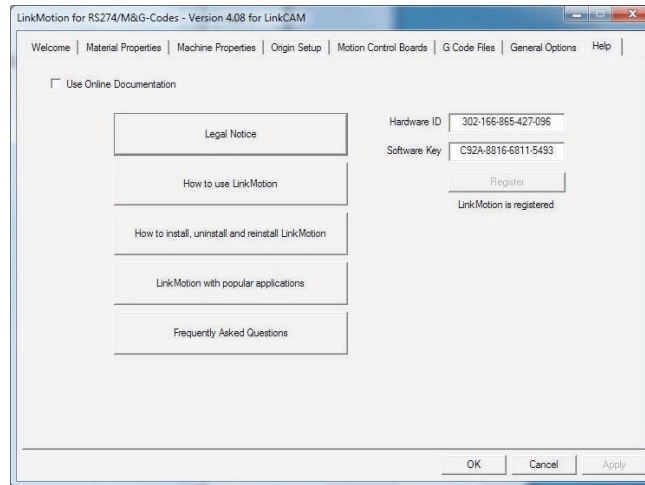 LinkMotion for RS274/M&G-Codes - Version 4.08 for LinkCAM
Welcome
Material Properties
Machine Properties
Origin Setup
Motion Control Boards
G Code Files
General Options
Help
Use Online Documentation
Legal Notice
How to use LinkMotion
How to install, uninstall and reinstall LinkMotion
LinkMotion with popular applications
Frequently Asked Questions
Hardware ID
302-166-865-427-096
Software Key
C92A-8816-6811-5493
Register
LinkMotion is registered
OK
Cancel
Apply